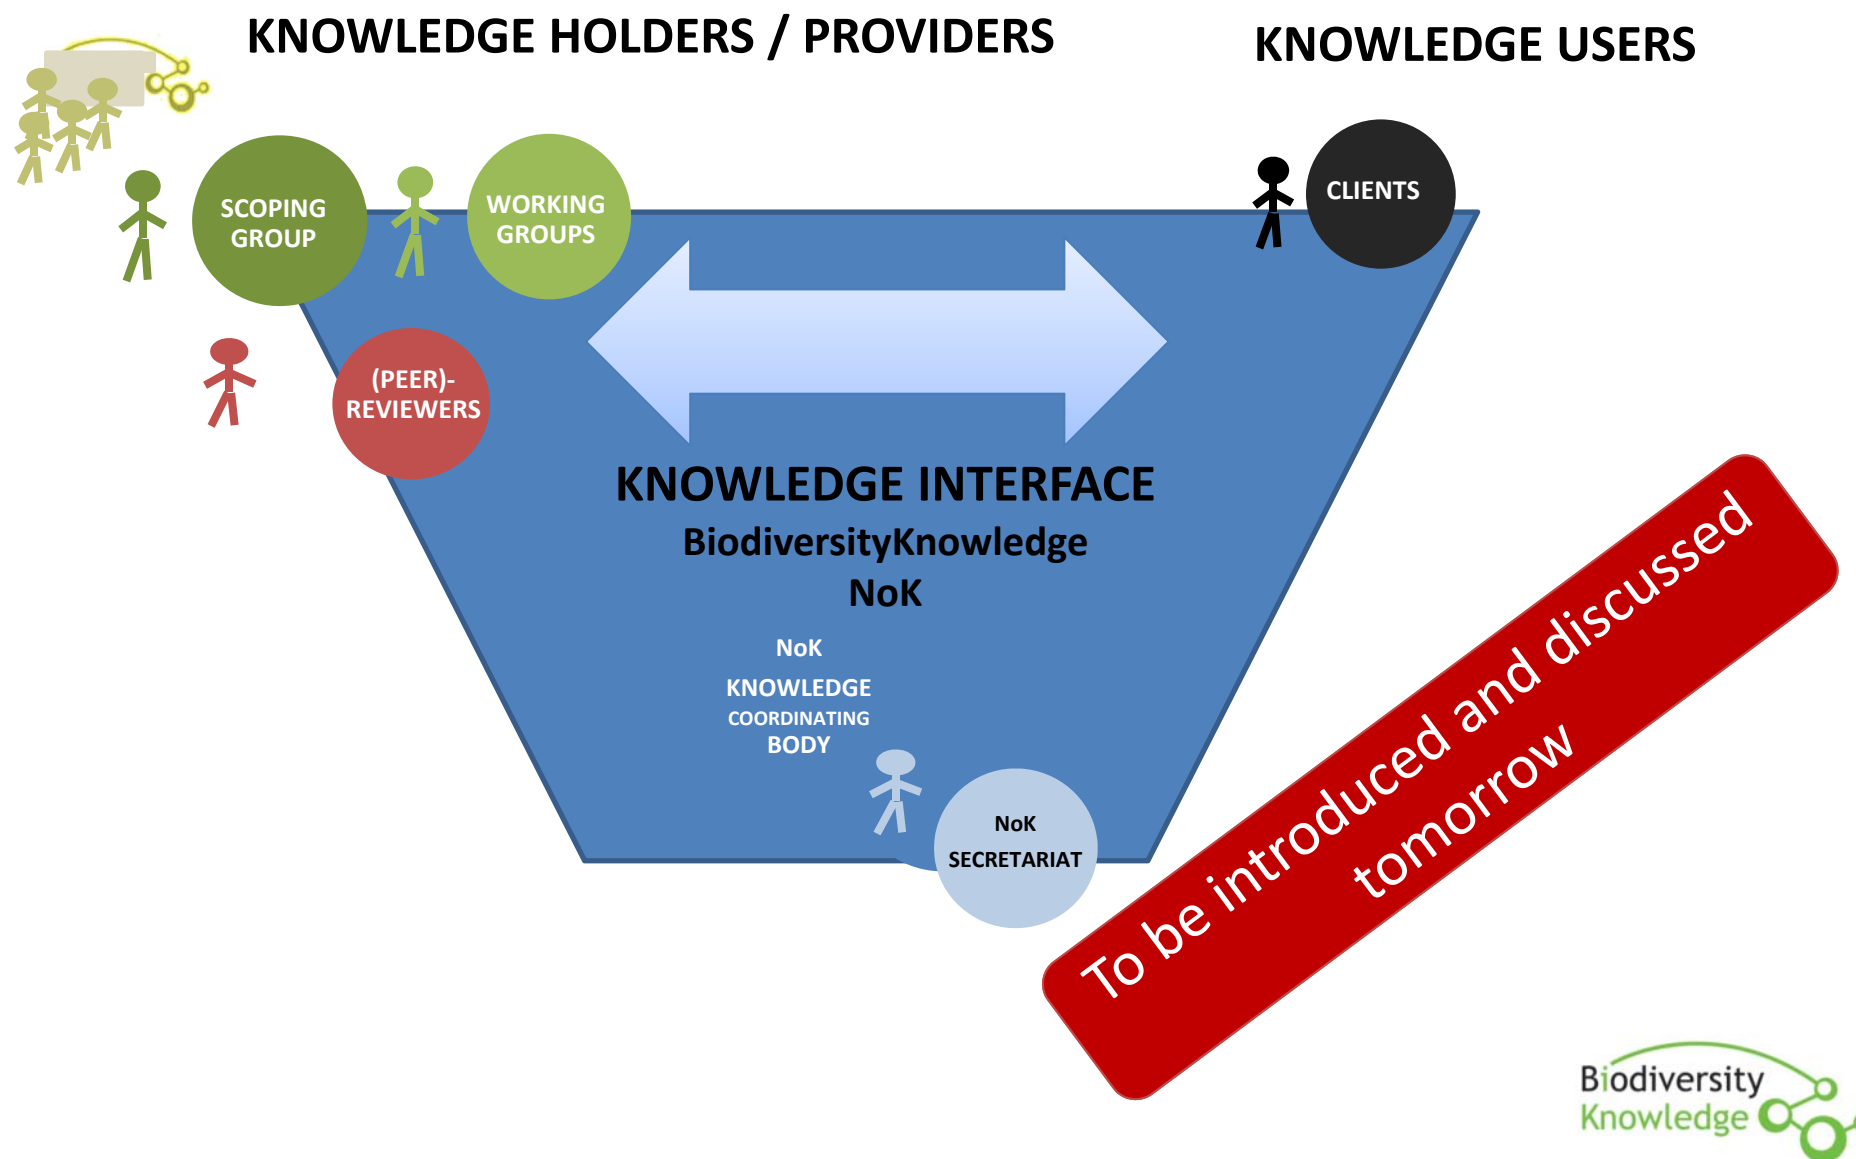 KNOWLEDGE HOLDERS / PROVIDERS
KNOWLEDGE USERS
SCOPING
GROUP
WORKING
GROUPS
CLIENTS
(PEER)-
REVIEWERS
KNOWLEDGE INTERFACE
BiodiversityKnowledge
NoK
NoK
KNOWLEDGE
COORDINATING
BODY
NoK
SECRETARIAT
To be introduced and discussed
tomorrow
Biodiversity
Knowledge